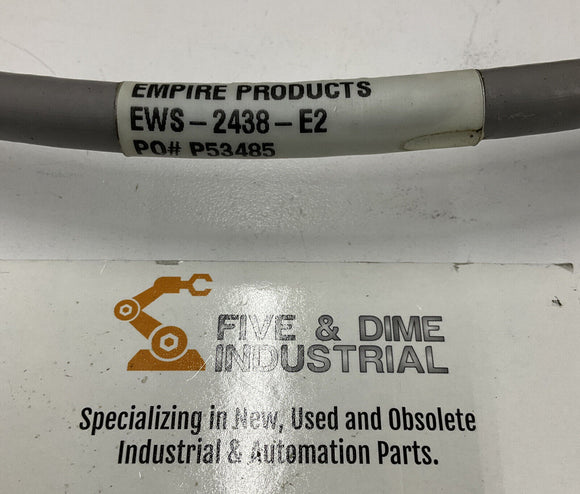 EMPIRE PRODUCTS
EWS-2438-E2
PO# P53485
FIVE & DIME
INDUSTRIAL
Specializing in New, Used and Obsolete
Industrial & Automation Parts.